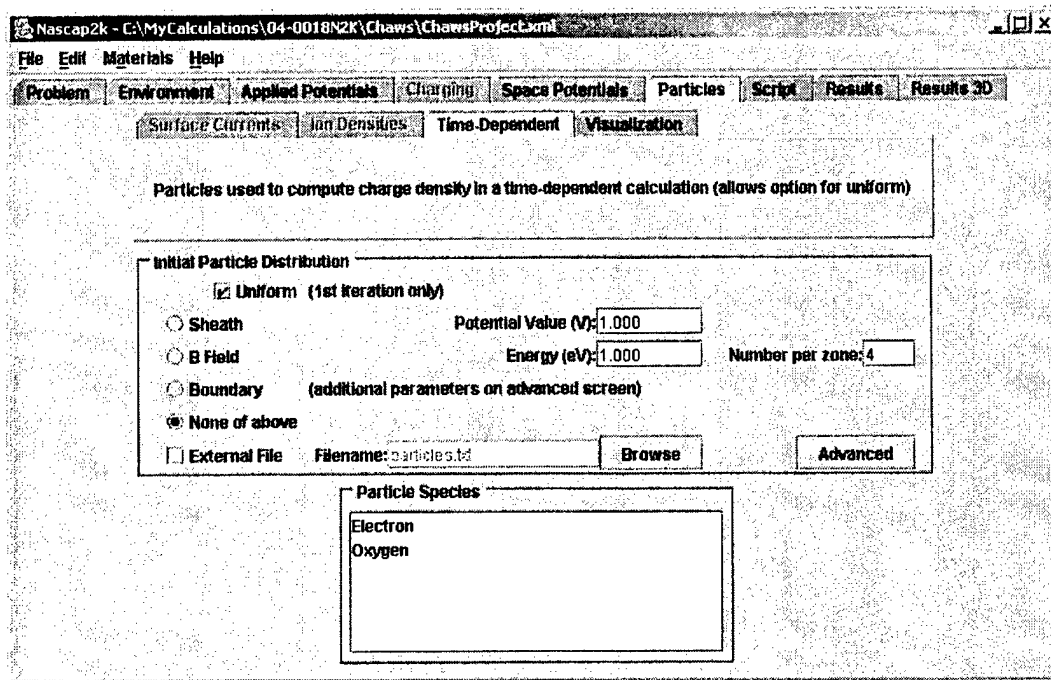 Nascap2k - C:\MyCalculations\04-0018N2K\Chaws\ChawsProject.xml
File Edit Materials Help
Problem Environment Applied Potentials Charging Space Potentials Particles Script Results Results 3D
Surface Currents Ion Densities Time-Dependent Visualization
Particles used to compute charge density in a time-dependent calculation (allows option for uniform)
Initial Particle Distribution
Uniform (1st iteration only)
Sheath Potential Value (V): 1.000
B Field Energy (eV): 1.000 Number per zone: 4
Boundary (additional parameters on advanced screen)
None of above
External File Filename: particles.td Browse Advanced
Particle Species
Electron
Oxygen